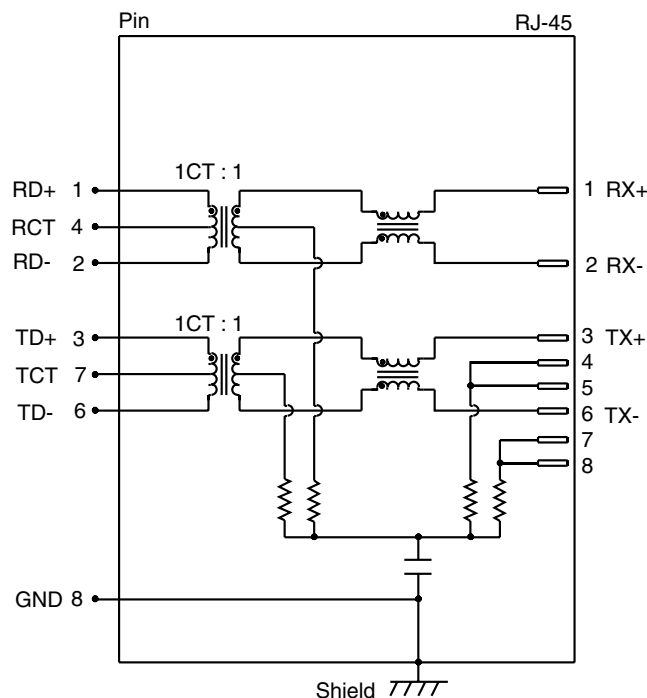 Pin RJ-45
1CT : 1
RD+ 1 1 RX+
RCT 4
RD- 2 2 RX-
1CT : 1
TD+ 3 3 TX+
4
TCT 7
5
TD- 6 6 TX-
7
8
GND 8
Shield